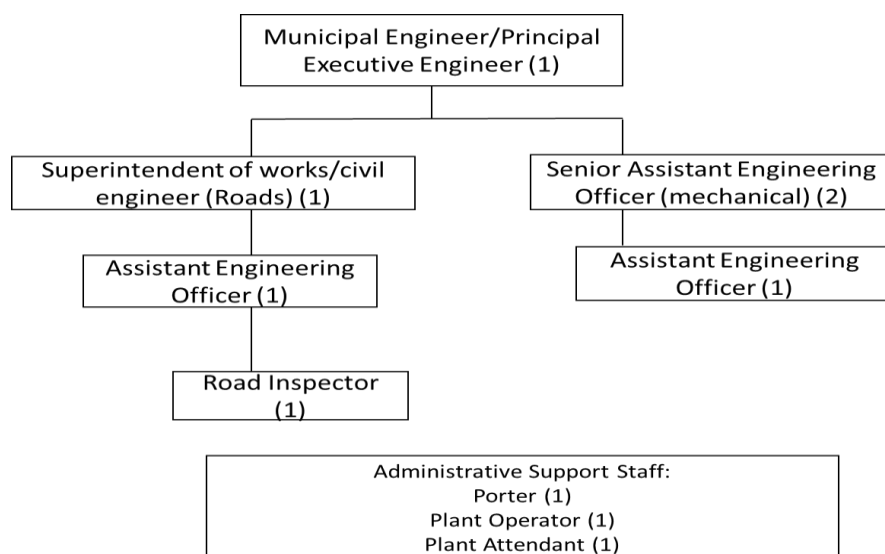 Municipal Engineer/Principal
Executive Engineer (1)
Superintendent of works/civil
engineer (Roads) (1)
Senior Assistant Engineering
Officer (mechanical) (2)
Assistant Engineering
Officer (1)
Assistant Engineering
Officer (1)
Road Inspector
(1)
Administrative Support Staff:
Porter (1)
Plant Operator (1)
Plant Attendant (1)